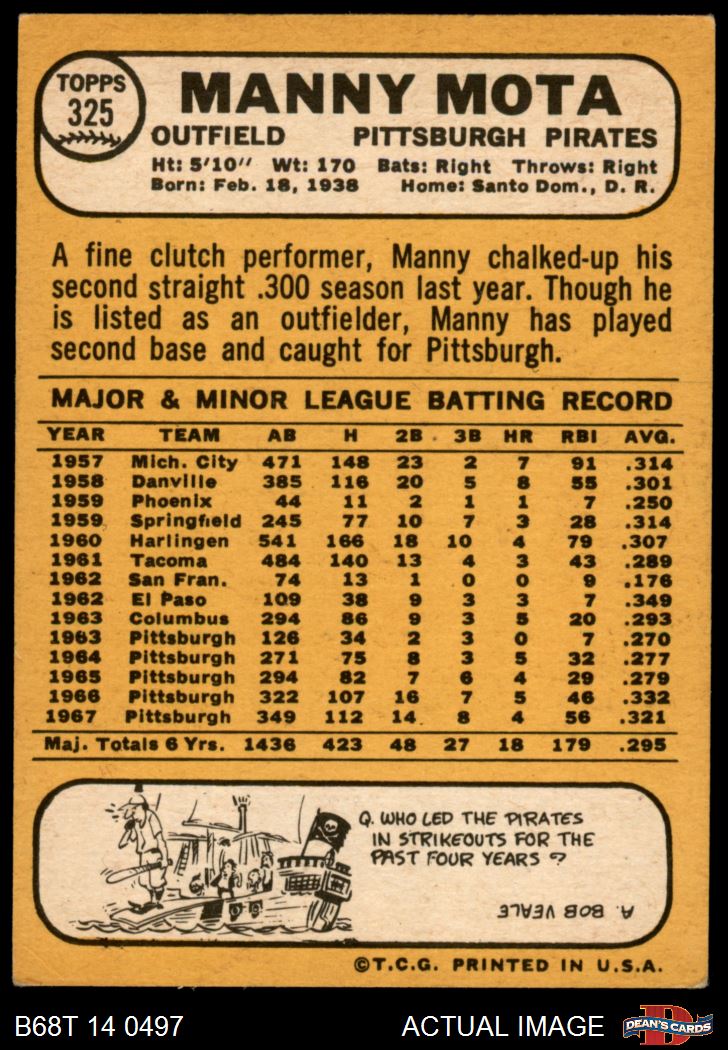 TOPPS
325
MANNY MOTA
OUTFIELD PITTSBURGH PIRATES
Ht: 5'10" Wt: 170 Bats: Right Throws: Right
Born: Feb. 18, 1938 Home: Santo Dom., D. R.
A fine clutch performer, Manny chalked-up his
second straight .300 season last year. Though he
is listed as an outfielder, Manny has played
second base and caught for Pittsburgh.
MAJOR & MINOR LEAGUE BATTING RECORD
YEAR TEAM AB H 2B 3B HR RBI AVG.
1957 Mich. City 471 148 23 2 7 91 .314
1958 Danville 385 116 20 5 8 55 .301
1959 Phoenix 44 11 2 1 1 7 .250
1959 Springfield 245 77 10 7 3 28 .314
1960 Harlingen 541 166 18 10 4 79 .307
1961 Tacoma 484 140 13 4 3 43 .289
1962 San Fran. 74 13 1 0 0 9 .176
1962 El Paso 109 38 9 3 3 7 .349
1963 Columbus 294 86 9 3 5 20 .293
1963 Pittsburgh 126 34 2 3 0 7 .270
1964 Pittsburgh 271 75 8 3 5 32 .277
1965 Pittsburgh 294 82 7 6 4 29 .279
1966 Pittsburgh 322 107 16 7 5 46 .332
1967 Pittsburgh 349 112 14 8 4 56 .321
Maj. Totals 6 Yrs. 1436 423 48 27 18 179 .295
Q. WHO LED THE PIRATES
IN STRIKEOUTS FOR THE
PAST FOUR YEARS?
A. BOB VEALE
©T.C.G. PRINTED IN U.S.A.
B68T 14 0497 ACTUAL IMAGE
D
DEAN'S CARDS